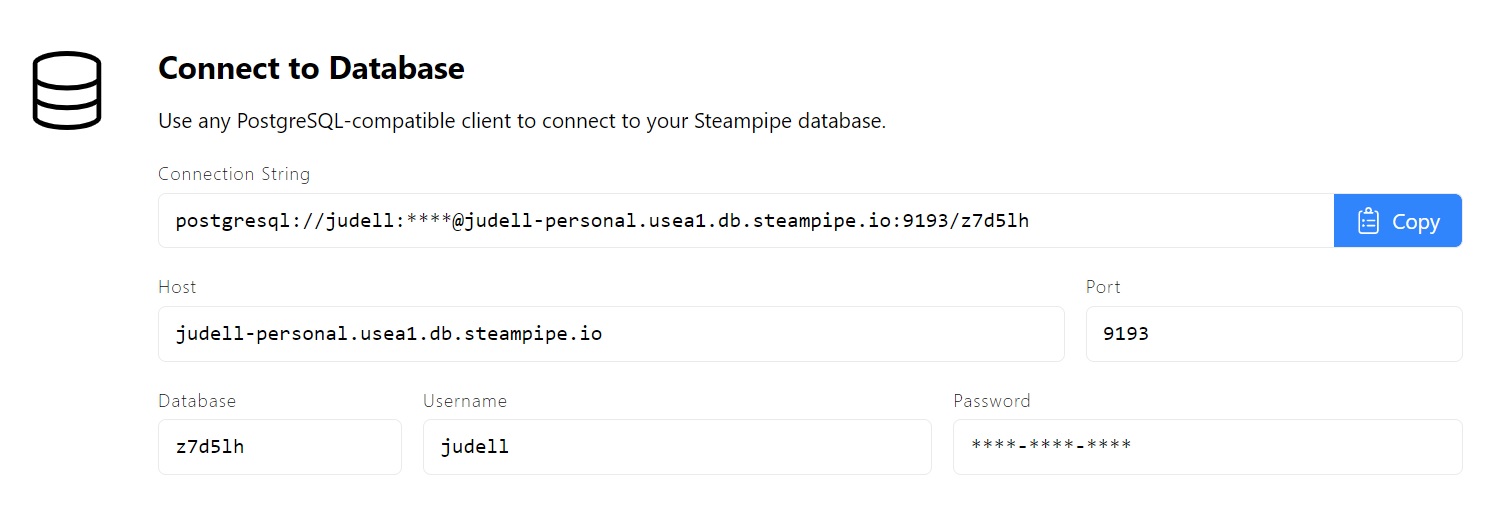 Connect to Database
Use any PostgreSQL-compatible client to connect to your Steampipe database.
Connection String
postgresql://judell:****@judell-personal.usea1.db.steampipe.io:9193/z7d5lh
Copy
Host
Port
judell-personal.usea1.db.steampipe.io
9193
Database
Username
Password
z7d5lh
judell
****-****-****